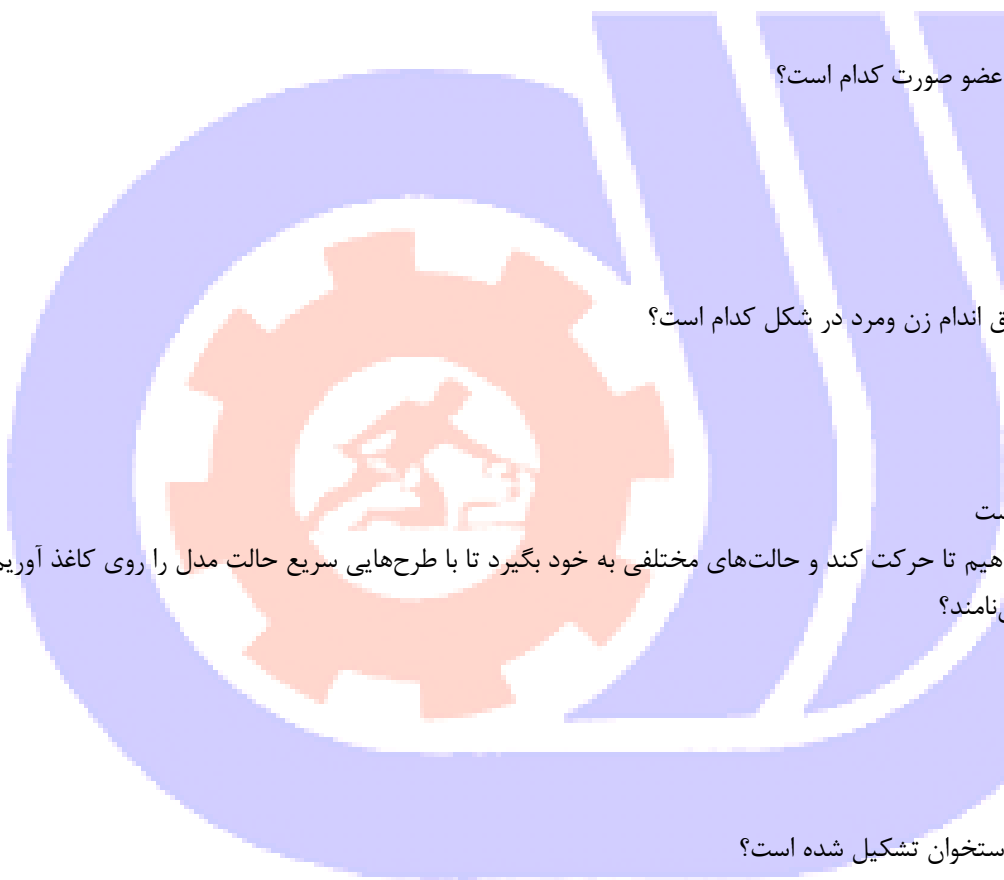 عضو صورت کدام است؟
ق اندام زن ومرد در شکل کدام است؟
ست
هیم تا حرکت کند و حالت‌های مختلفی به خود بگیرد تا با طرح‌هایی سریع حالت مدل را روی کاغذ آوریم
نامند؟
ستخوان تشکیل شده است؟